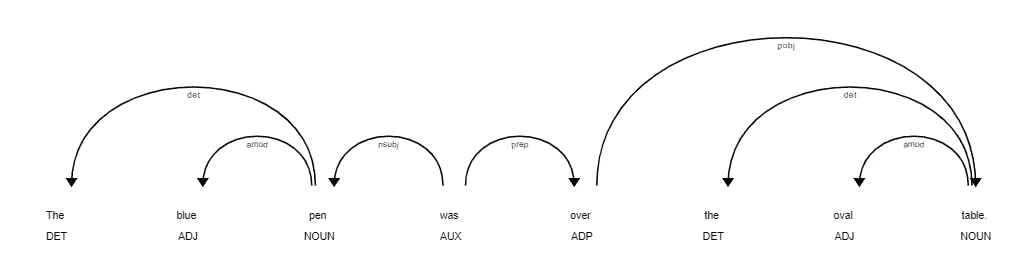 pobj
det det
amod nsubj prep amod
The blue pen was over the oval table.
DET ADJ NOUN AUX ADP DET ADJ NOUN